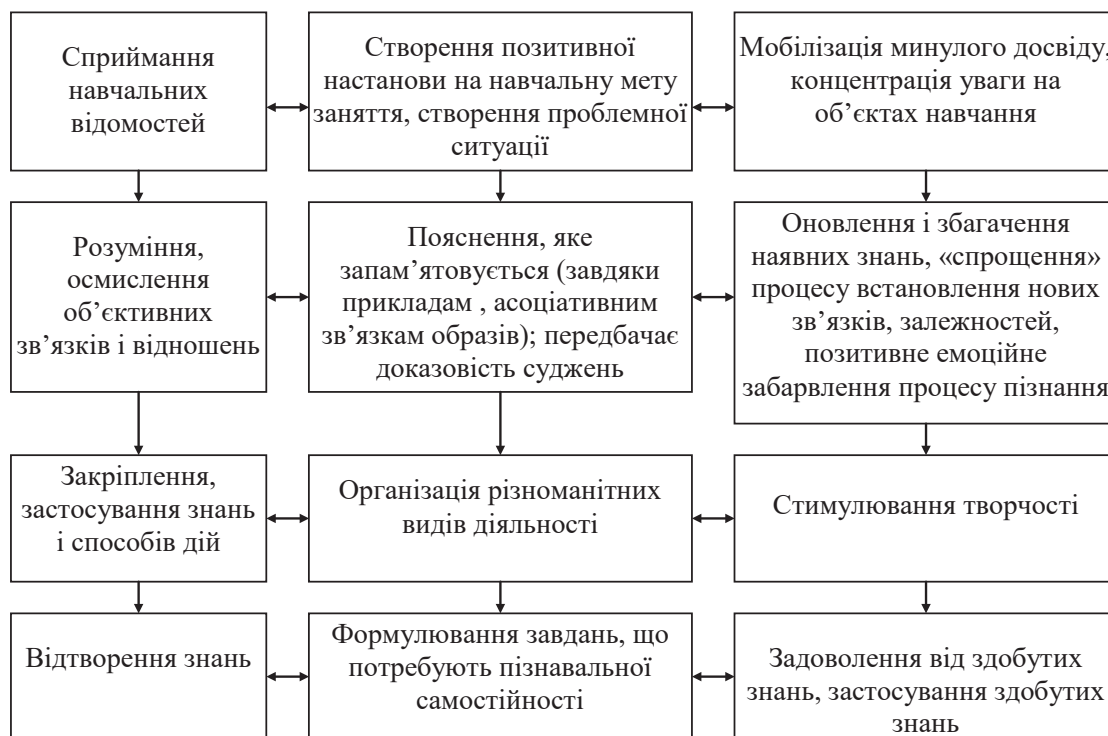 Сприймання
навчальних
відомостей
Створення позитивної
настанови на навчальну мету
заняття, створення проблемної
ситуації
Мобілізація минулого досвіду,
концентрація уваги на
об’єктах навчання
Розуміння,
осмислення
об’єктивних
зв’язків і відношень
Пояснення, яке
запам’ятовується (завдяки
прикладам , асоціативним
зв’язкам образів); передбачає
доказовість суджень
Оновлення і збагачення
наявних знань, «спрощення»
процесу встановлення нових
зв’язків, залежностей,
позитивне емоційне
забарвлення процесу пізнання
Закріплення,
застосування знань
і способів дій
Організація різноманітних
видів діяльності
Стимулювання творчості
Відтворення знань
Формулювання завдань, що
потребують пізнавальної
самостійності
Задоволення від здобутих
знань, застосування здобутих
знань